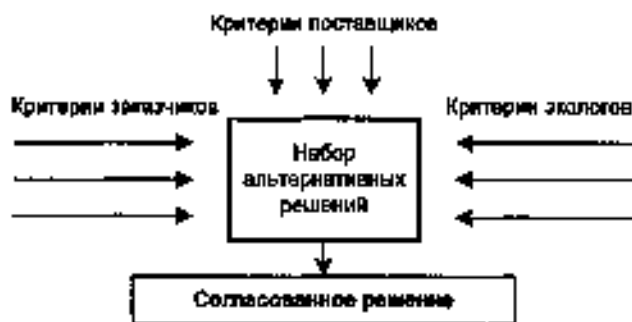 Критерии поставщиков
Критерии заказчиков
Критерии экологов
Набор
альтернативных
решений
Согласованное решение